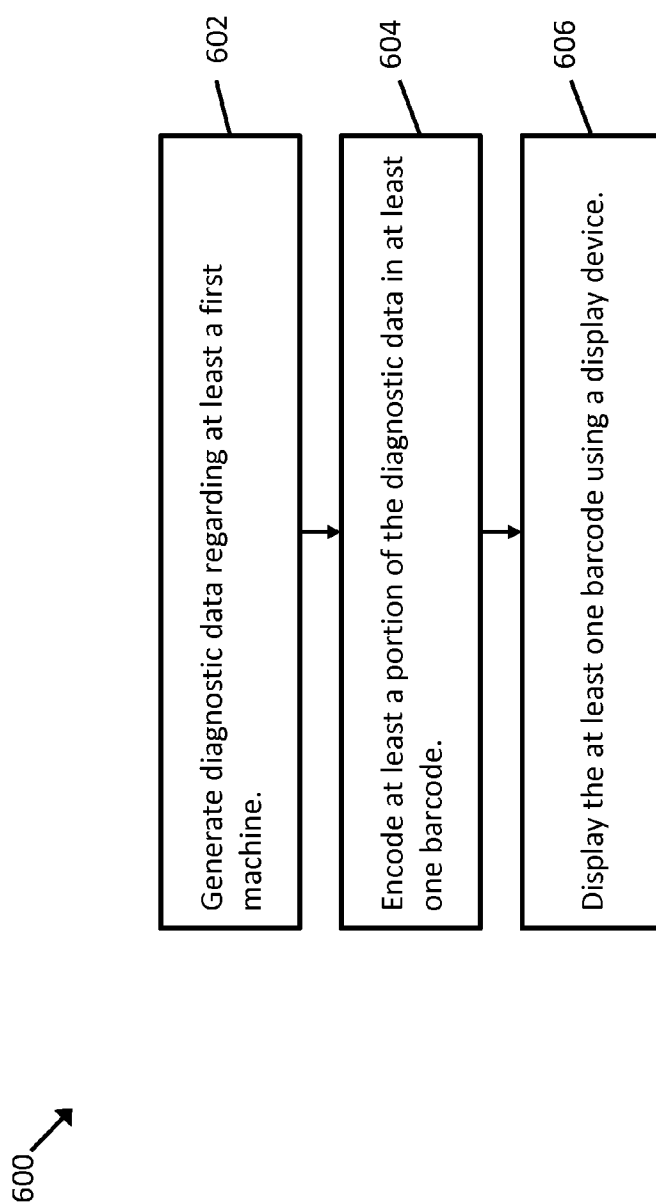 600
Generate diagnostic data regarding at least a first
machine.
602
Encode at least a portion of the diagnostic data in at least
one barcode.
604
Display the at least one barcode using a display device.
606